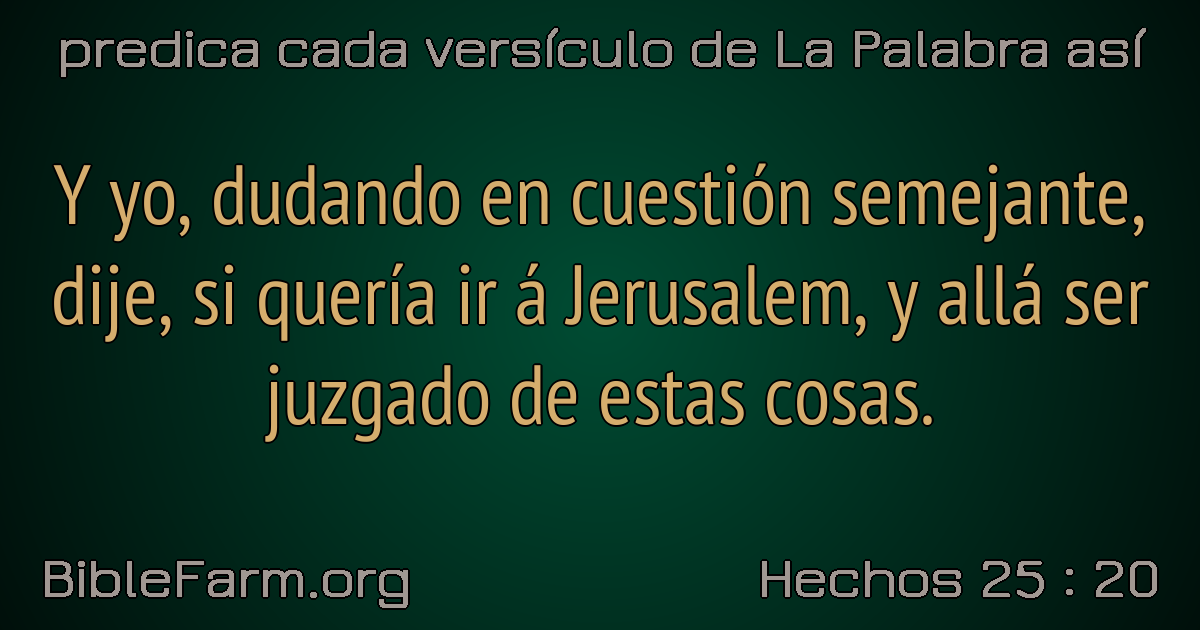 predica cada versículo de La Palabra así
Y yo, dudando en cuestión semejante,
dije, si quería ir á Jerusalem, y allá ser
juzgado de estas cosas.
BibleFarm.org
Hechos 25 : 20